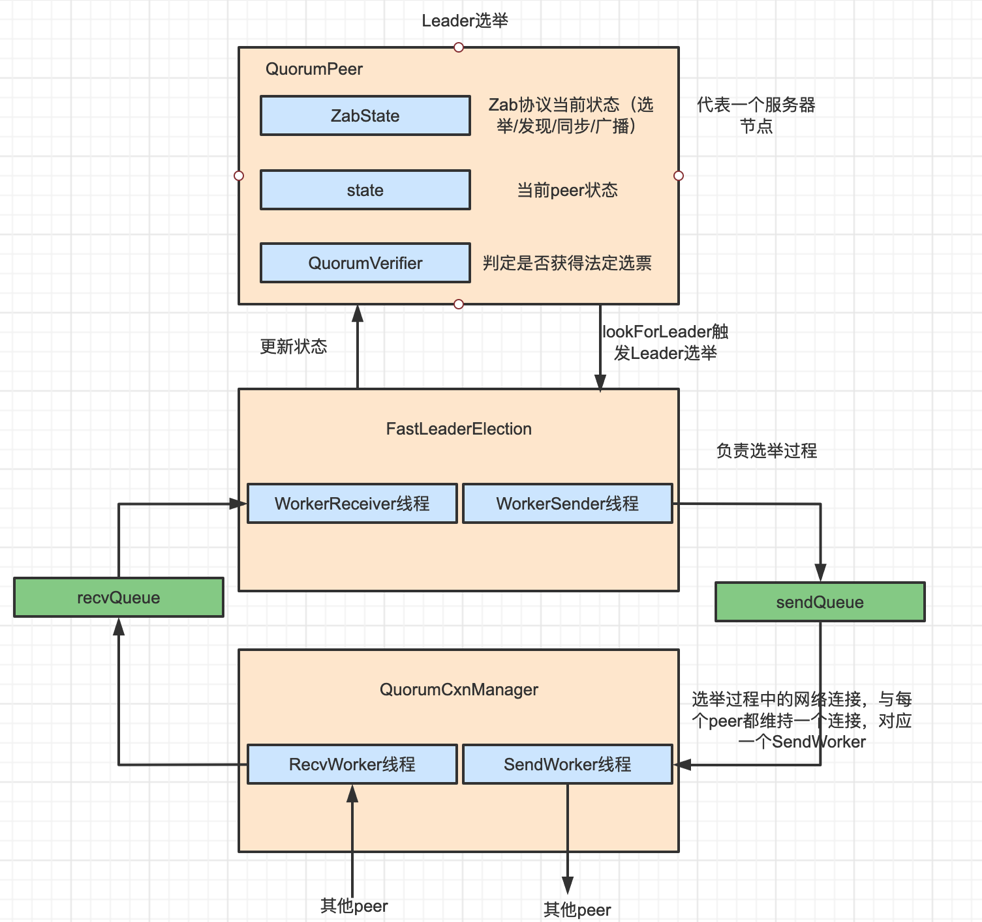 Leader选举
QuorumPeer
ZabState
Zab协议当前状态（选
举/发现/同步/广播）
代表一个服务器
节点
state
当前peer状态
QuorumVerifier
判定是否获得法定选票
更新状态
lookForLeader触
发Leader选举
FastLeaderElection
负责选举过程
WorkerReceiver线程
WorkerSender线程
recvQueue
sendQueue
QuorumCxnManager
选举过程中的网络连接，与每
个peer都维持一个连接，对应
一个SendWorker
RecvWorker线程
SendWorker线程
其他peer
其他peer